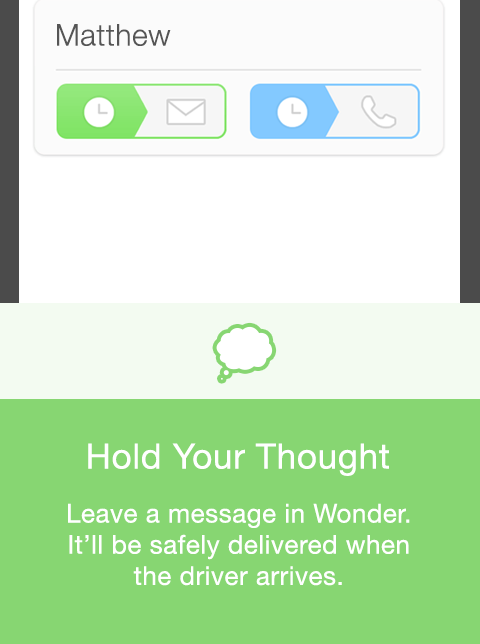 Matthew
Hold Your Thought
Leave a message in Wonder.
It’ll be safely delivered when
the driver arrives.